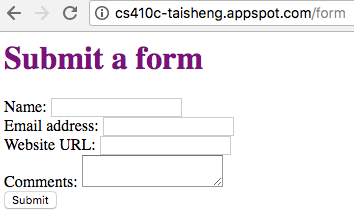 cs410c-taisheng.appspot.com/form
Submit a form
Name:
Email address:
Website URL:
Comments:
Submit